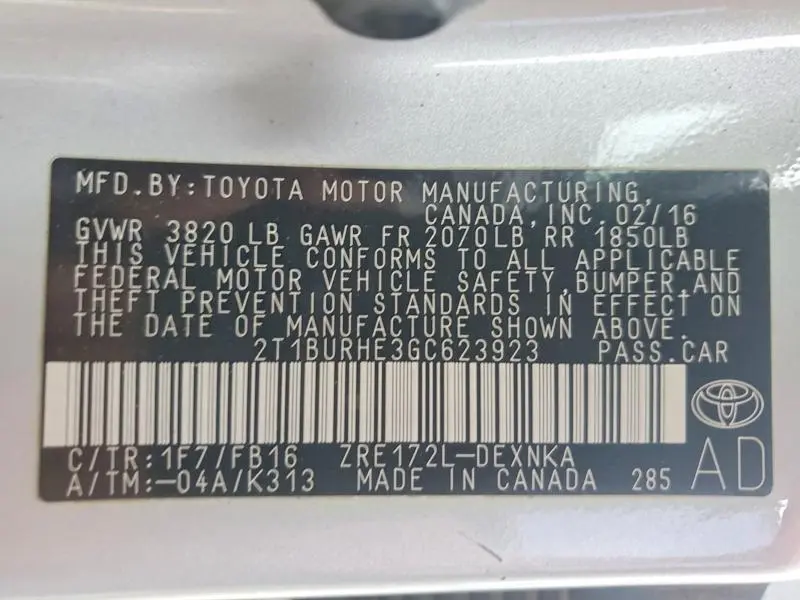 MFD.BY:TOYOTA MOTOR MANUFACTURING,
CANADA,INC.02/16
GVWR 3820 LB GAWR FR 2070LB RR 1850LB
THIS VEHICLE CONFORMS TO ALL APPLICABLE
FEDERAL MOTOR VEHICLE SAFETY,BUMPER,AND
THEFT PREVENTION STANDARDS IN EFFECT ON
THE DATE OF MANUFACTURE SHOWN ABOVE.
2T1BURHE3GC623923 PASS.CAR
C/TR:1F7/FB16 ZRE172L-DEXNKA
A/TM:-04A/K313 MADE IN CANADA 285
AD